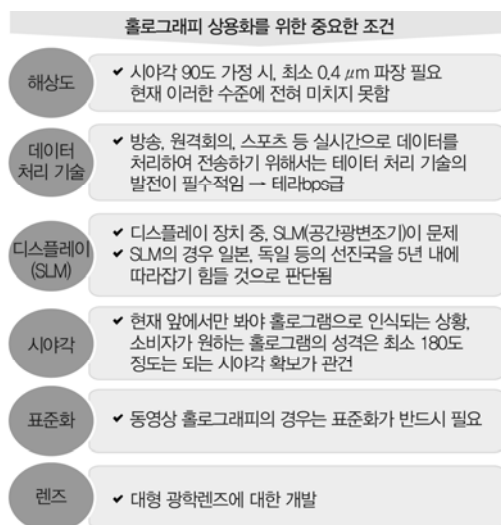 홀로그래피 상용화를 위한 중요한 조건
해상도
✔ 시야각 90도 가정 시, 최소 0.4 ㎛ 파장 필요
현재 이러한 수준에 전혀 미치지 못함
데이터
처리 기술
✔ 방송, 원격회의, 스포츠 등 실시간으로 데이터를
처리하여 전송하기 위해서는 테이터 처리 기술의
발전이 필수적임 → 테라bps급
디스플레이
(SLM)
✔ 디스플레이 장치 중, SLM(공간광변조기)이 문제
✔ SLM의 경우 일본, 독일 등의 선진국을 5년 내에
따라잡기 힘들 것으로 판단됨
시야각
✔ 현재 앞에서만 봐야 홀로그램으로 인식되는 상황,
소비자가 원하는 홀로그램의 성격은 최소 180도
정도는 되는 시야각 확보가 관건
표준화
✔ 동영상 홀로그래피의 경우는 표준화가 반드시 필요
렌즈
✔ 대형 광학렌즈에 대한 개발